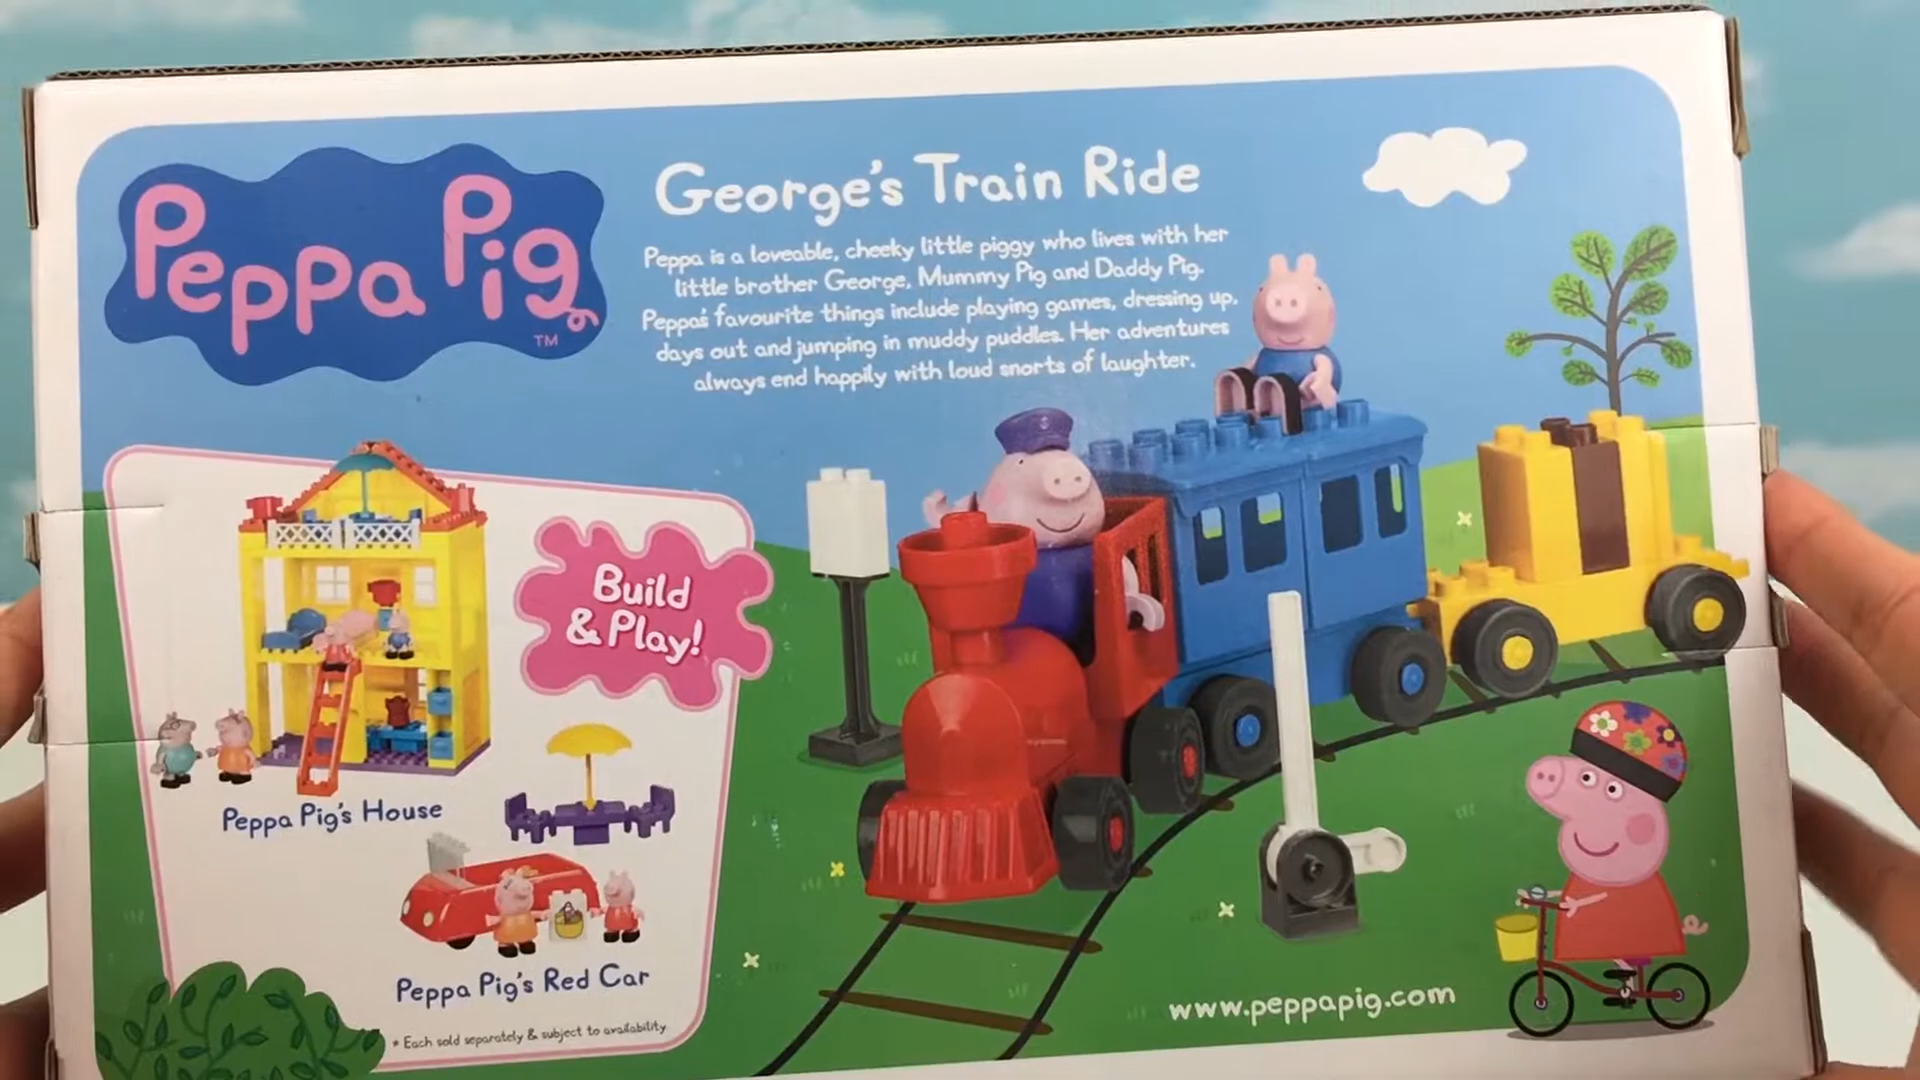 Peppa Pig
TM
George's Train Ride
Peppa is a loveable, cheeky little piggy who lives with her
little brother George, Mummy Pig and Daddy Pig.
Peppa's favourite things include playing games, dressing up,
days out and jumping in muddy puddles. Her adventures
always end happily with loud snorts of laughter.
Build
& Play!
Peppa Pig's House
Peppa Pig's Red Car
* Each sold separately & subject to availability
www.peppapig.com